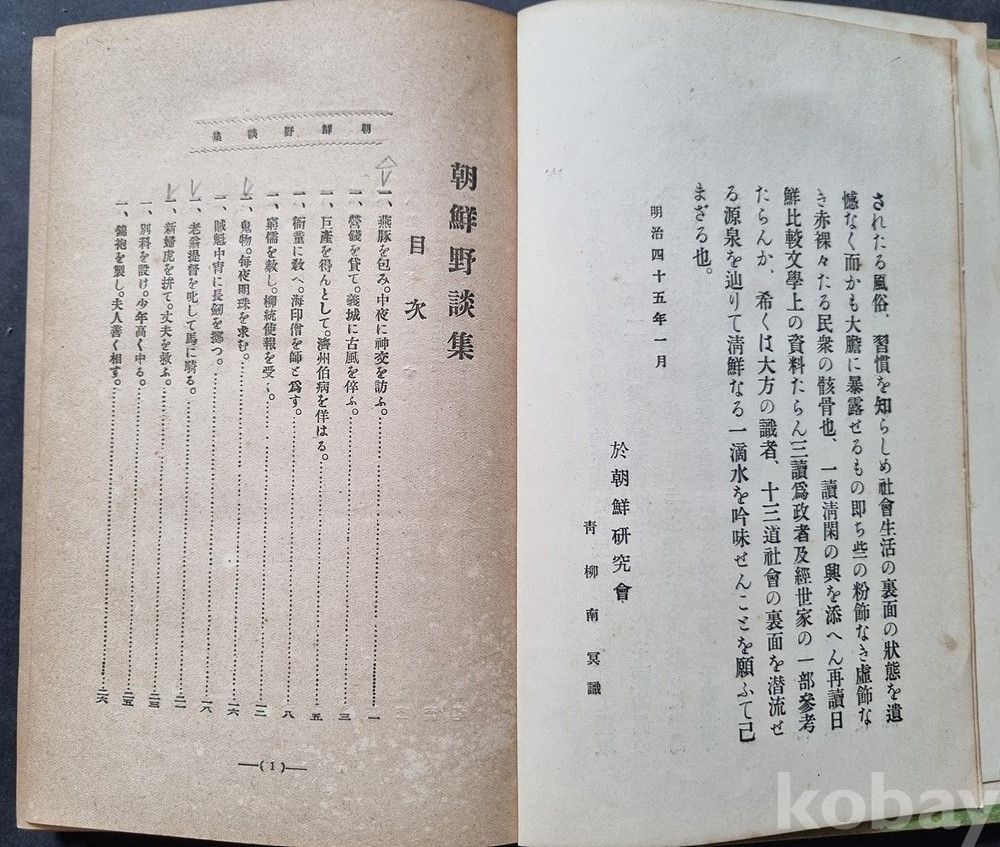 されたる風俗、習慣を知らしめ社會生活の裏面の狀態を遺
憾なく而かも大膽に暴露せるもの即ち些の粉飾なき虛飾な
き赤裸々たる民衆の骸骨也、一讀淸閑の興を添へん再讀日
鮮比較文學上の資料たらん三讀爲政者及經世家の一部參考
たらんか、希くは大方の識者、十三道社會の裏面を潜流せ
る源泉を辿りて淸鮮なる一滴水を吟味せんことを願ふて已
まざる也。
明治四十五年一月
於朝鮮硏究會
靑柳南冥識
朝鮮野談集
朝鮮野談集
目次
一、燕豚を包み。中夜に神交を訪ふ。……一
一、營錢を貸て。義城に古風を倅ふ。……三
一、巨產を得んとして。濟州伯病を佯はる。……五
一、衙童に敎へ。海印僧を師と爲す。……八
一、窮儒を赦し。柳統使報を受く。……一二
一、鬼物。每夜明珠を求む。……一六
一、賊魁中宵に長劍を擲つ。……一八
一、老翁提督を叱して馬に騎る。……二一
一、新婦虎を拼て。丈夫を救ふ。……二三
一、別科を設け。少年高く中る。……二五
一、錦袍を製し。夫人善く相す。……二六
(1)
kobay